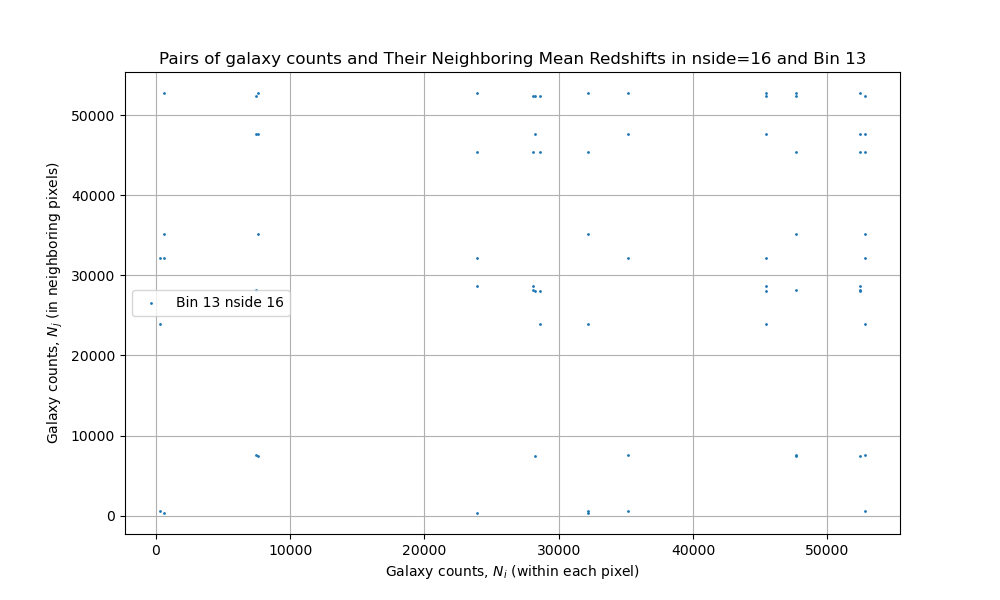 Pairs of galaxy counts and Their Neighboring Mean Redshifts in nside=16 and Bin 13
Galaxy counts, Nj (in neighboring pixels)
50000
40000
30000
20000
10000
0
Bin 13 nside 16
0 10000 20000 30000 40000 50000
Galaxy counts, Ni (within each pixel)